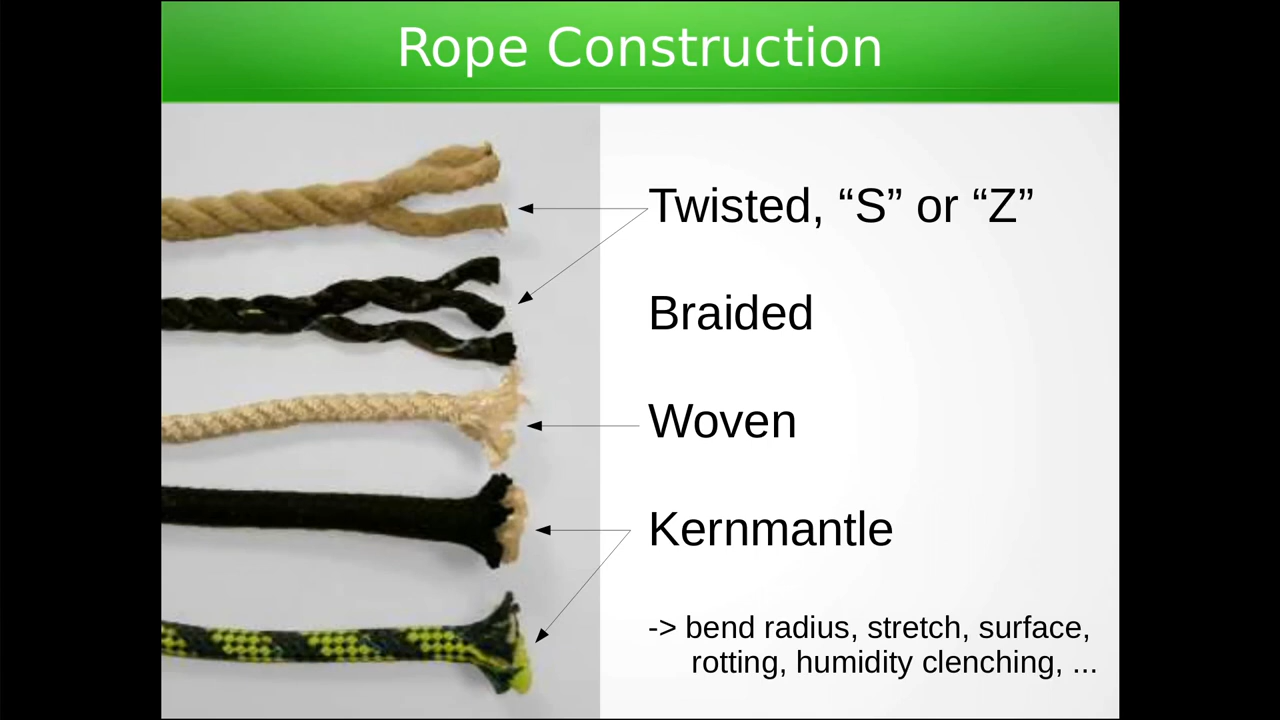 Rope Construction
Twisted, “S” or “Z”
Braided
Woven
Kernmantle
-> bend radius, stretch, surface,
rotting, humidity clenching, ...